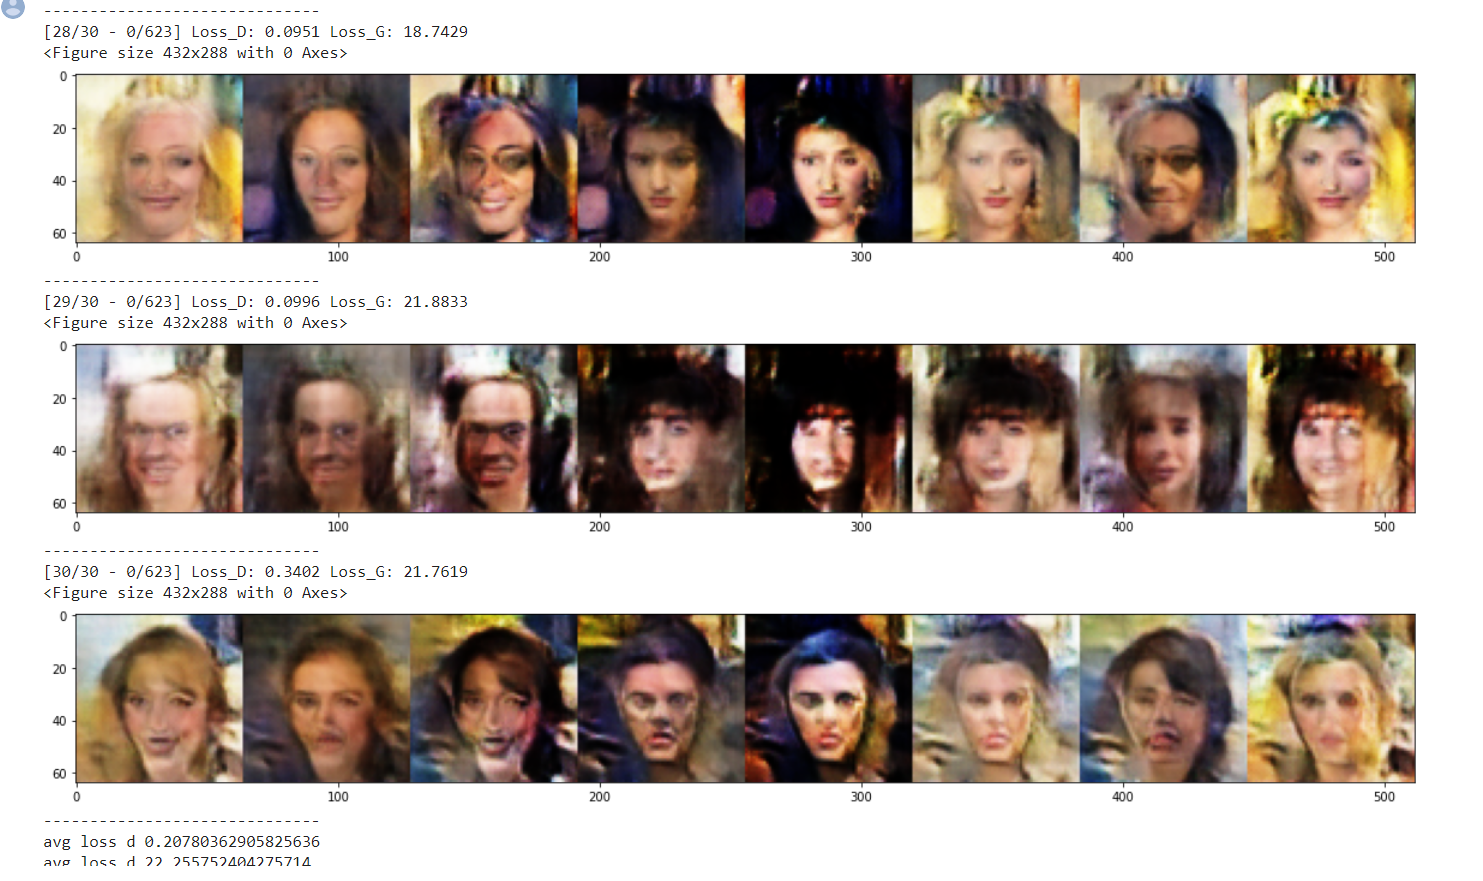 ------------------------------
[28/30 - 0/623] Loss_D: 0.0951 Loss_G: 18.7429
<Figure size 432x288 with 0 Axes>
0
20
40
60
0 100 200 300 400 500
------------------------------
[29/30 - 0/623] Loss_D: 0.0996 Loss_G: 21.8833
<Figure size 432x288 with 0 Axes>
0
20
40
60
0 100 200 300 400 500
------------------------------
[30/30 - 0/623] Loss_D: 0.3402 Loss_G: 21.7619
<Figure size 432x288 with 0 Axes>
0
20
40
60
0 100 200 300 400 500
------------------------------
avg loss d 0.20780362905825636
avg loss d 22.255752404275714